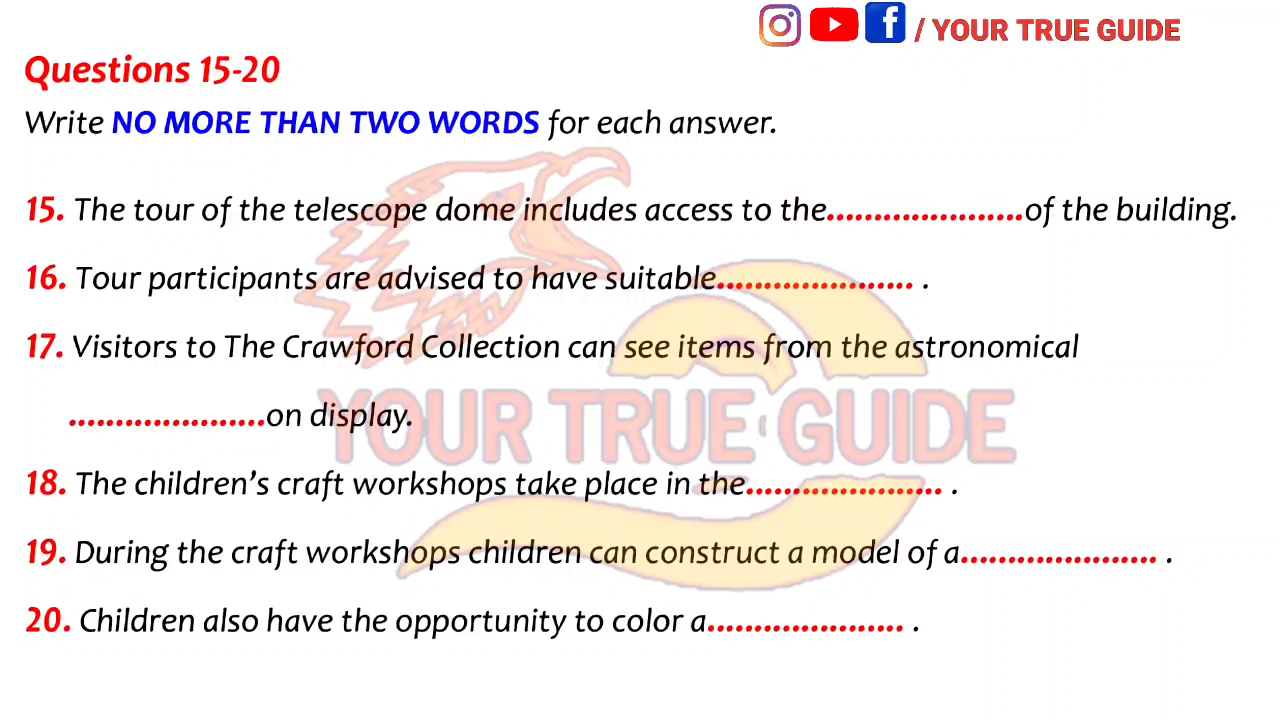 / YOUR TRUE GUIDE
Questions 15-20
Write NO MORE THAN TWO WORDS for each answer.
15. The tour of the telescope dome includes access to the.....................of the building.
16. Tour participants are advised to have suitable..................... .
17. Visitors to The Crawford Collection can see items from the astronomical
.....................on display.
YOUR TRUE GUIDE
18. The children's craft workshops take place in the..................... .
19. During the craft workshops children can construct a model of a..................... .
20. Children also have the opportunity to color a..................... .